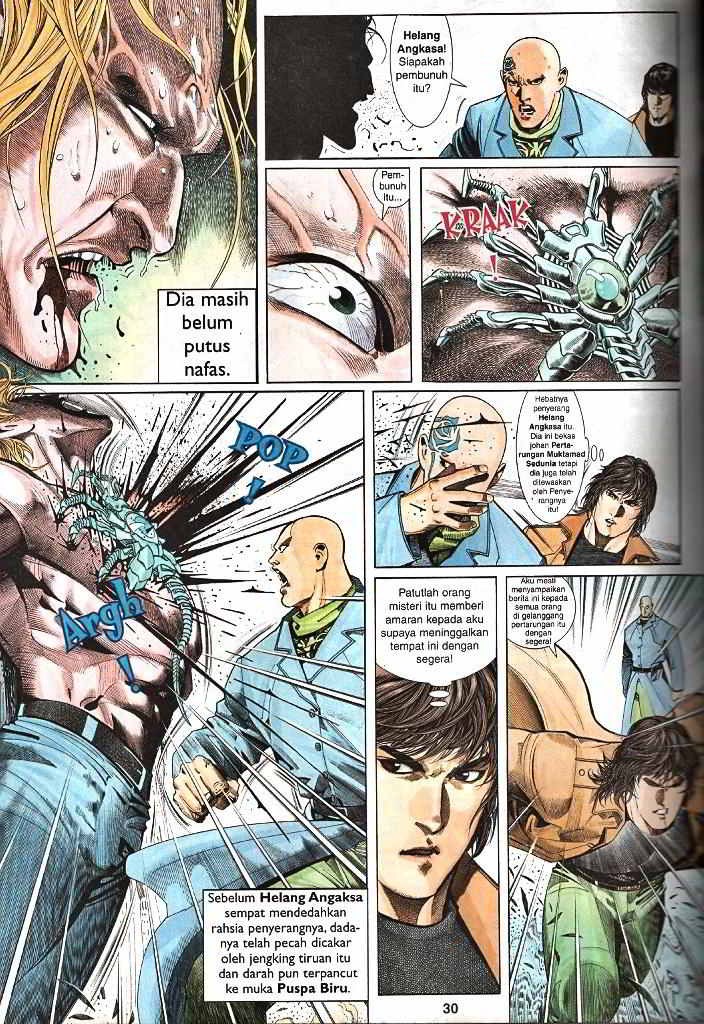 Helang
Angkasa!
Siapakah
pembunuh
itu?
Dia masih
belum
putus
nafas.
Pem-
bunuh
itu...
KRAAK
!
POP
!
Argh
!
Hebatnya
penyerang
Helang
Angkasa itu.
Dia ini bekas
johan Perta-
rungan Muktamad
Sedunia tetapi
dia juga telah
ditewaskan
oleh Penye-
rangnya
itu!
Sebelum Helang Angaksa
sempat mendedahkan
rahsia penyerangnya, dada-
nya telah pecah dicakar
oleh jengking tiruan itu
dan darah pun terpancut
ke muka Puspa Biru.
Patutlah orang
misteri itu memberi
amaran kepada aku
supaya meninggalkan
tempat ini dengan
segera!
Aku mesti
menyampaikan
berita ini kepada
semua orang
di gelanggang
pertarungan itu
dengan
segera!
30